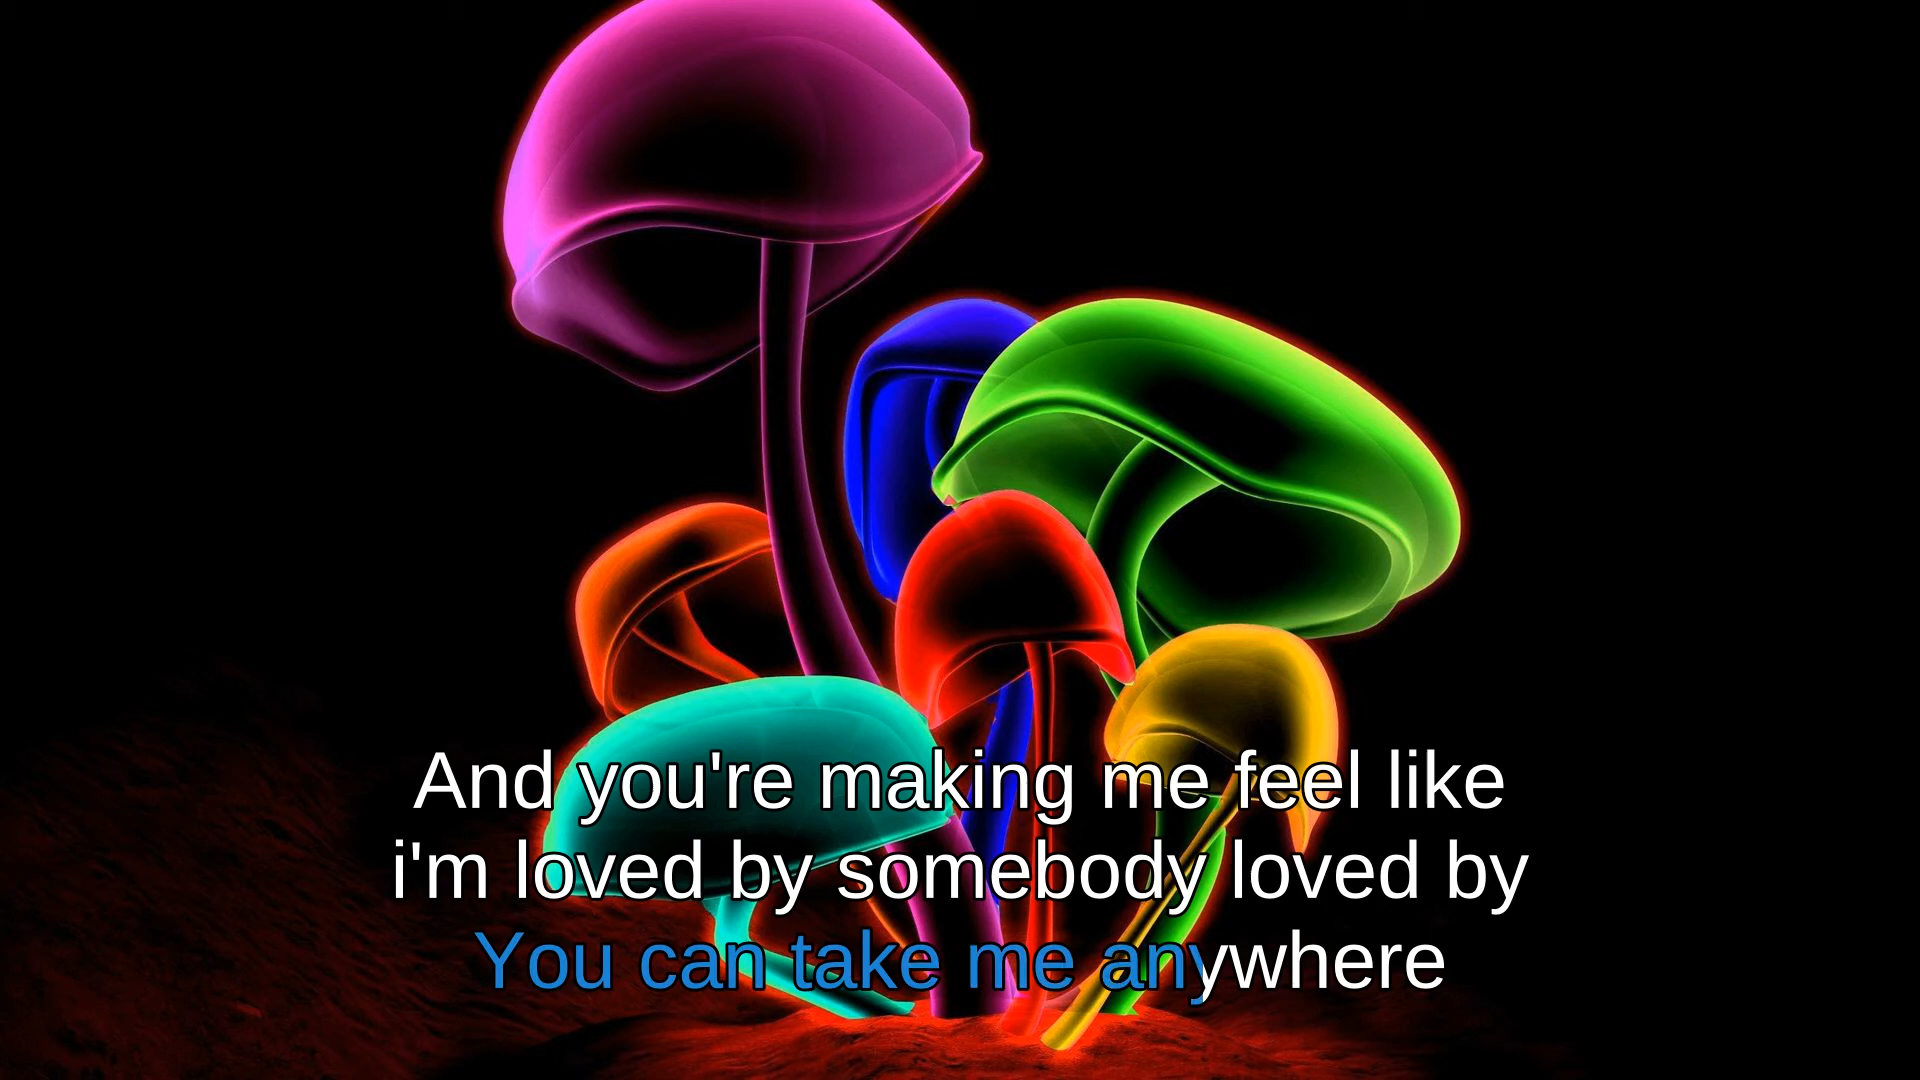 And you're making me feel like
i'm loved by somebody loved by
You can take me anywhere